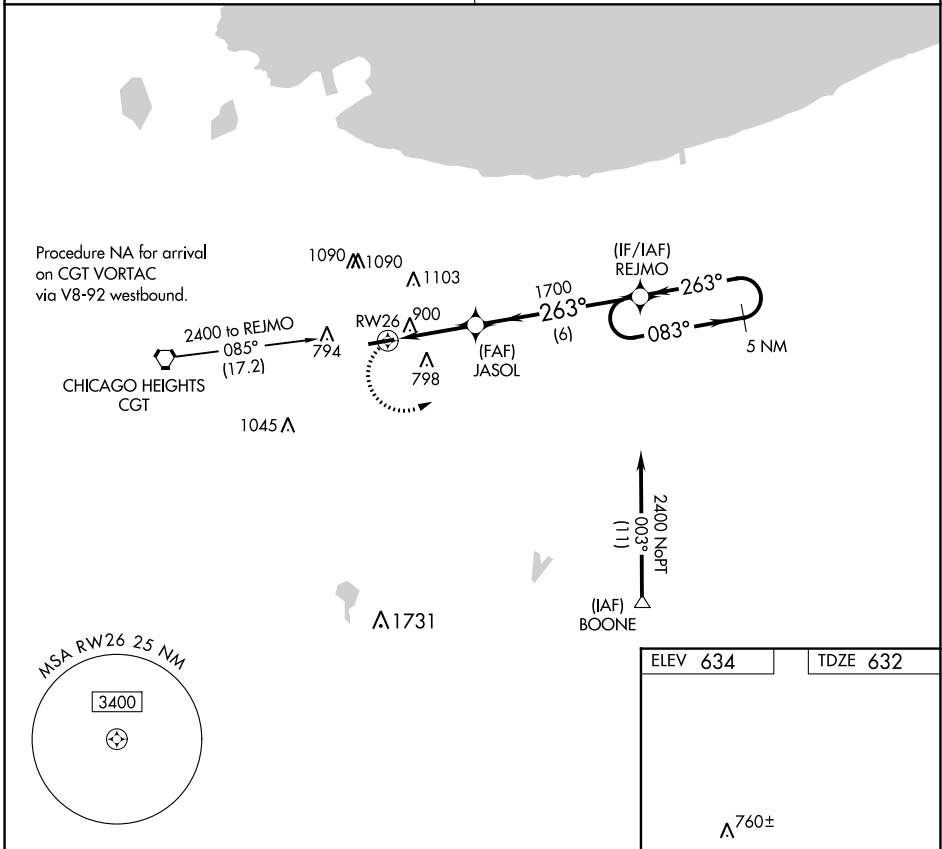 Procedure NA for arrival
on CGT VORTAC
via V8-92 westbound.
1090
1090
1103
(IF/IAF)
REJMO
1700
263°
(6)
263°
083°
5 NM
2400 to REJMO
085°
(17.2)
794
RW26
900
798
(FAF)
JASOL
CHICAGO HEIGHTS
CGT
1045
2400 NoPT
003°
(11)
(IAF)
BOONE
1731
MSA RW26 25 NM
3400
ELEV 634
TDZE 632
760±